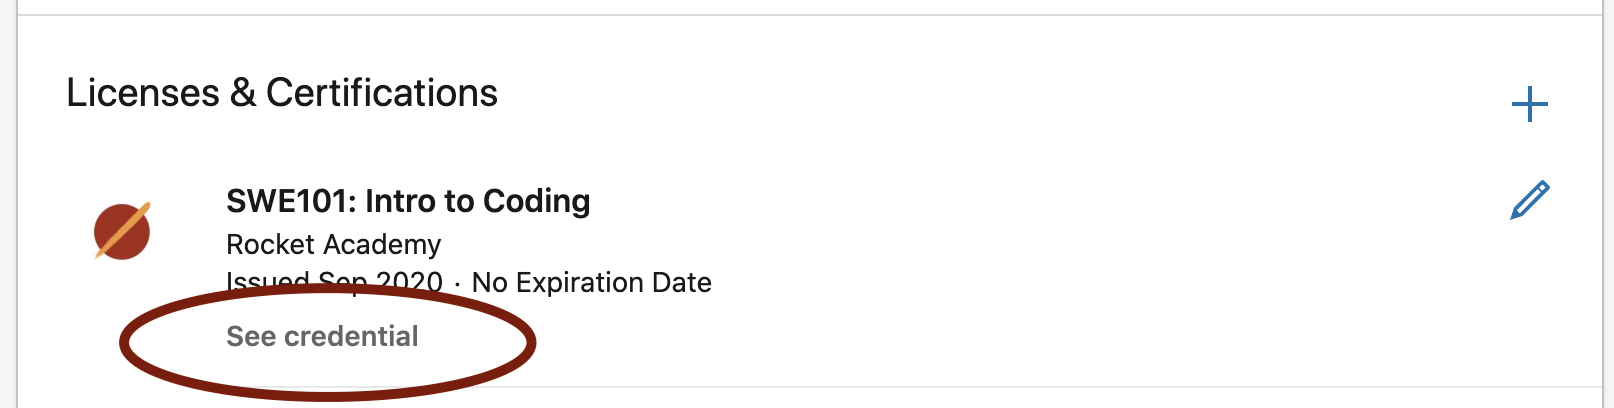 Licenses & Certifications
SWE101: Intro to Coding
Rocket Academy
Issued Sep 2020 · No Expiration Date
See credential